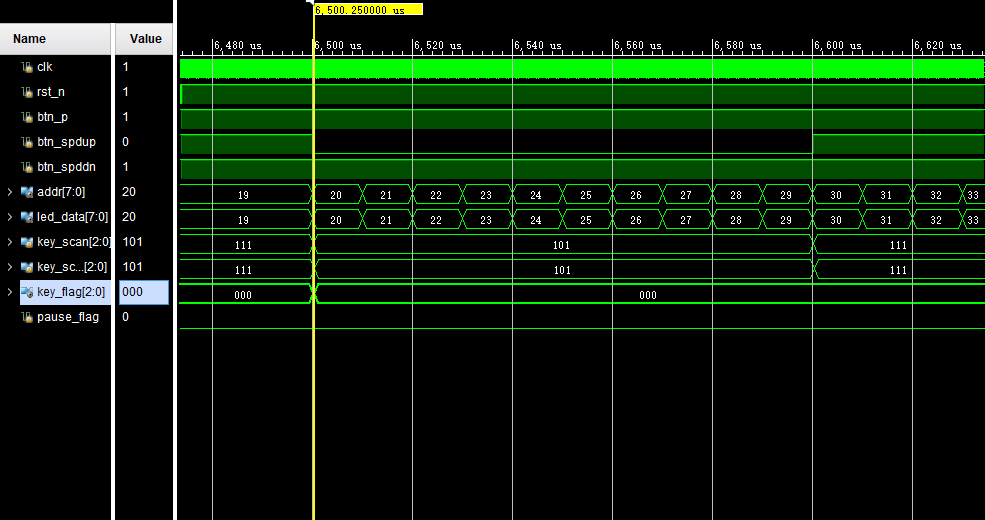 6,500.250000 us
Name Value
6,480 us 6,500 us 6,520 us 6,540 us 6,560 us 6,580 us 6,600 us 6,620 us
clk 1
rst_n 1
btn_p 1
btn_spdup 0
btn_spddn 1
addr[7:0] 20 19 20 21 22 23 24 25 26 27 28 29 30 31 32 33
led_data[7:0] 20 19 20 21 22 23 24 25 26 27 28 29 30 31 32 33
key_scan[2:0] 101 111 101 111
key_sc...[2:0] 101 111 101 111
key_flag[2:0] 000 000 000
pause_flag 0